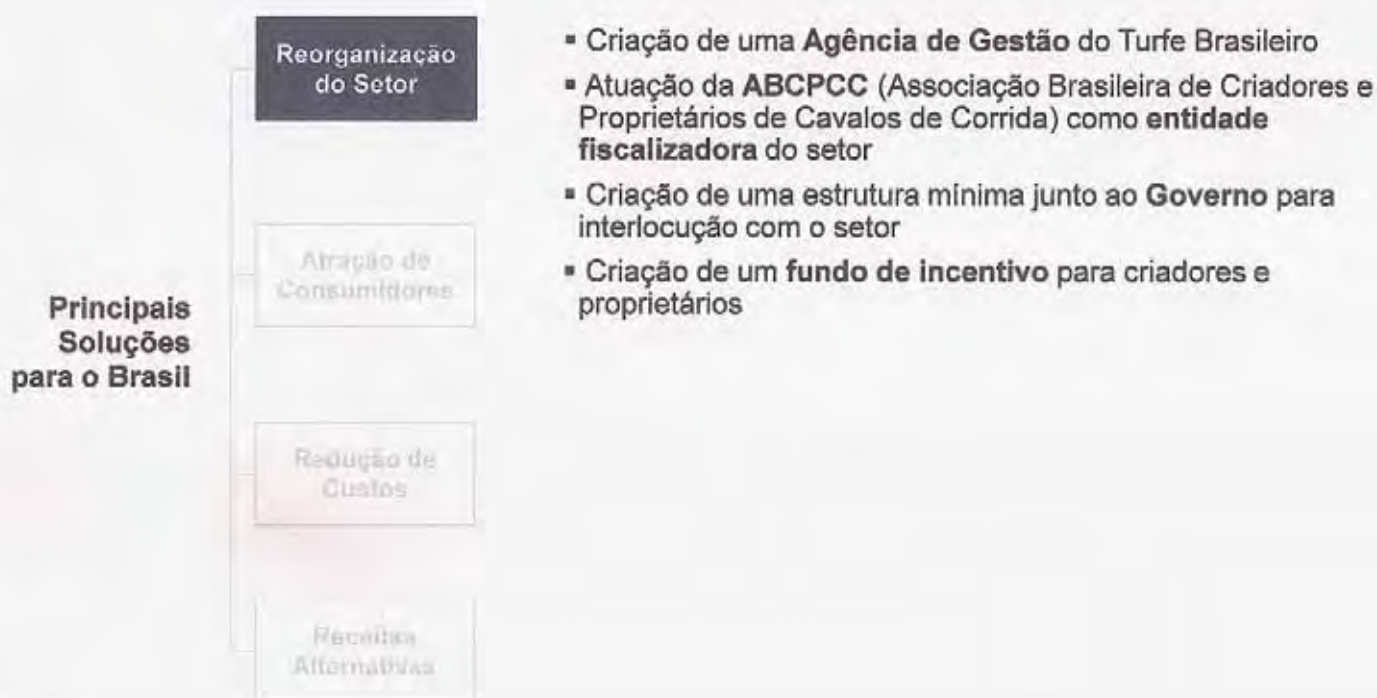 Principais
Soluções
para o Brasil
Reorganização
do Setor
▪ Criação de uma Agência de Gestão do Turfe Brasileiro
▪ Atuação da ABCPCC (Associação Brasileira de Criadores e
Proprietários de Cavalos de Corrida) como entidade
fiscalizadora do setor
▪ Criação de uma estrutura mínima junto ao Governo para
interlocução com o setor
▪ Criação de um fundo de incentivo para criadores e
proprietários
Atração de
Consumidores
Redução de
Custos
Receitas
Alternativas